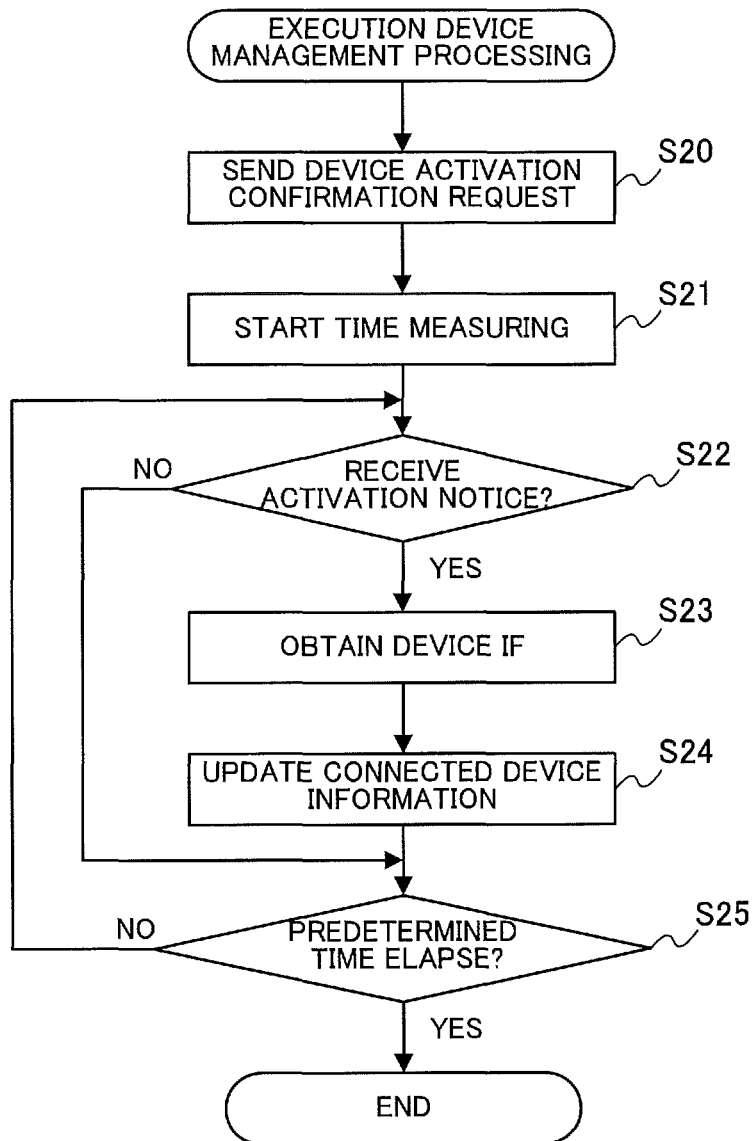 EXECUTION DEVICE
MANAGEMENT PROCESSING
SEND DEVICE ACTIVATION
CONFIRMATION REQUEST
S20
START TIME MEASURING
S21
RECEIVE
ACTIVATION NOTICE?
S22
NO
YES
OBTAIN DEVICE IF
S23
UPDATE CONNECTED DEVICE
INFORMATION
S24
PREDETERMINED
TIME ELAPSE?
S25
NO
YES
END